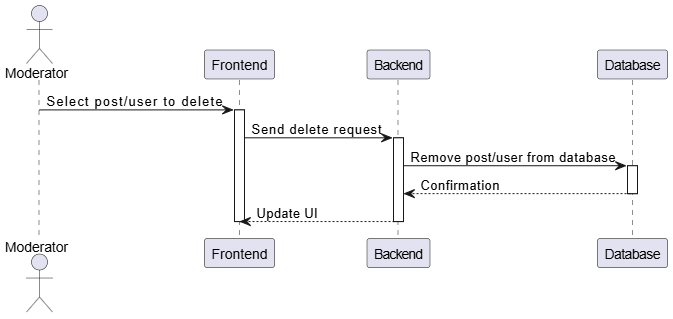 Moderator
Frontend
Backend
Database
Select post/user to delete
Send delete request
Remove post/user from database
Confirmation
Update UI
Moderator
Frontend
Backend
Database